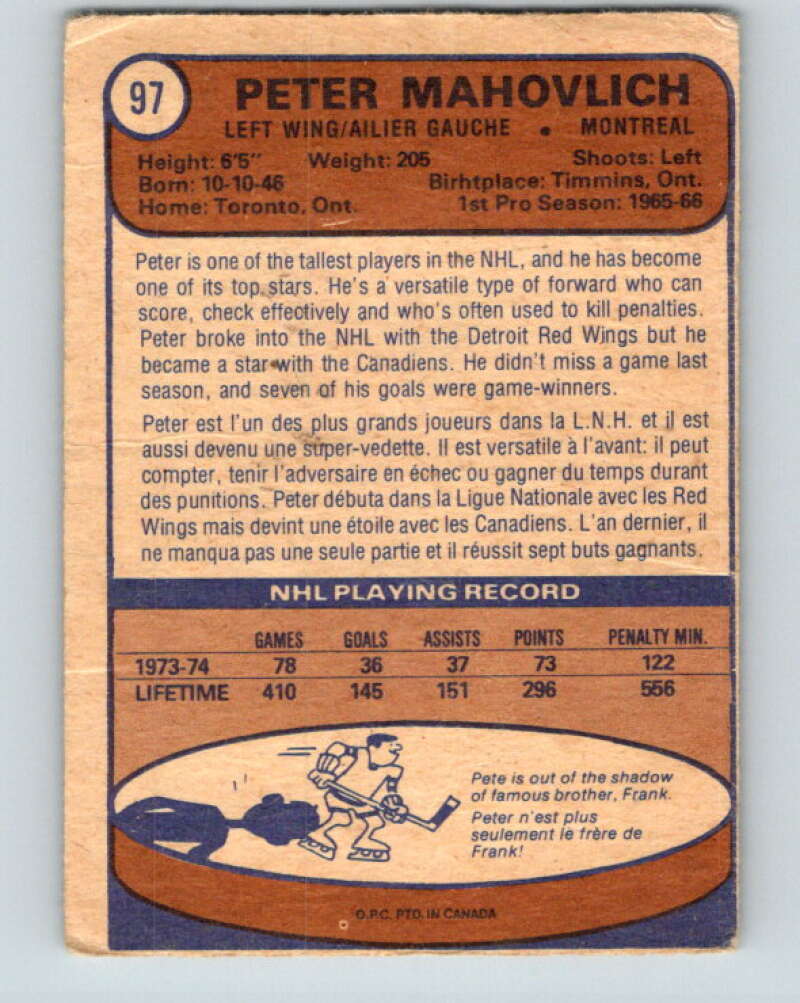 97
PETER MAHOVLICH
LEFT WING/AILIER GAUCHE • MONTREAL
Height: 6'5" Weight: 205 Shoots: Left
Born: 10-10-46 Birhtplace: Timmins, Ont.
Home: Toronto, Ont. 1st Pro Season: 1965-66
Peter is one of the tallest players in the NHL, and he has become
one of its top stars. He's a versatile type of forward who can
score, check effectively and who's often used to kill penalties.
Peter broke into the NHL with the Detroit Red Wings but he
became a star with the Canadiens. He didn't miss a game last
season, and seven of his goals were game-winners.
Peter est l'un des plus grands joueurs dans la L.N.H. et il est
aussi devenu une super-vedette. Il est versatile à l'avant: il peut
compter, tenir l'adversaire en échec ou gagner du temps durant
des punitions. Peter débuta dans la Ligue Nationale avec les Red
Wings mais devint une étoile avec les Canadiens. L'an dernier, il
ne manqua pas une seule partie et il réussit sept buts gagnants.
NHL PLAYING RECORD
GAMES GOALS ASSISTS POINTS PENALTY MIN.
1973-74 78 36 37 73 122
LIFETIME 410 145 151 296 556
Pete is out of the shadow
of famous brother, Frank.
Peter n'est plus
seulement le frère de
Frank!
O.P.C. PTD. IN CANADA